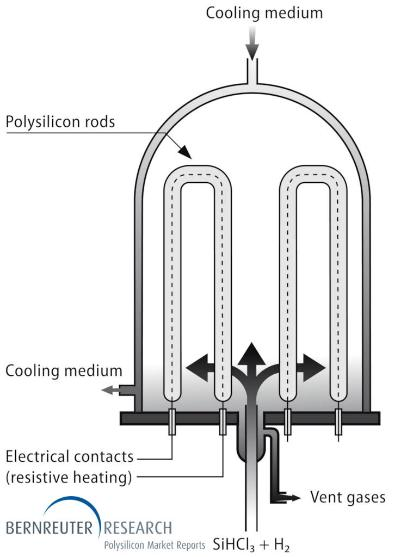 Cooling medium
Polysilicon rods
Cooling medium
Electrical contacts
(resistive heating)
Vent gases
BERNREUTER RESEARCH
Polysilicon Market Reports
SiHCl₃ + H₂